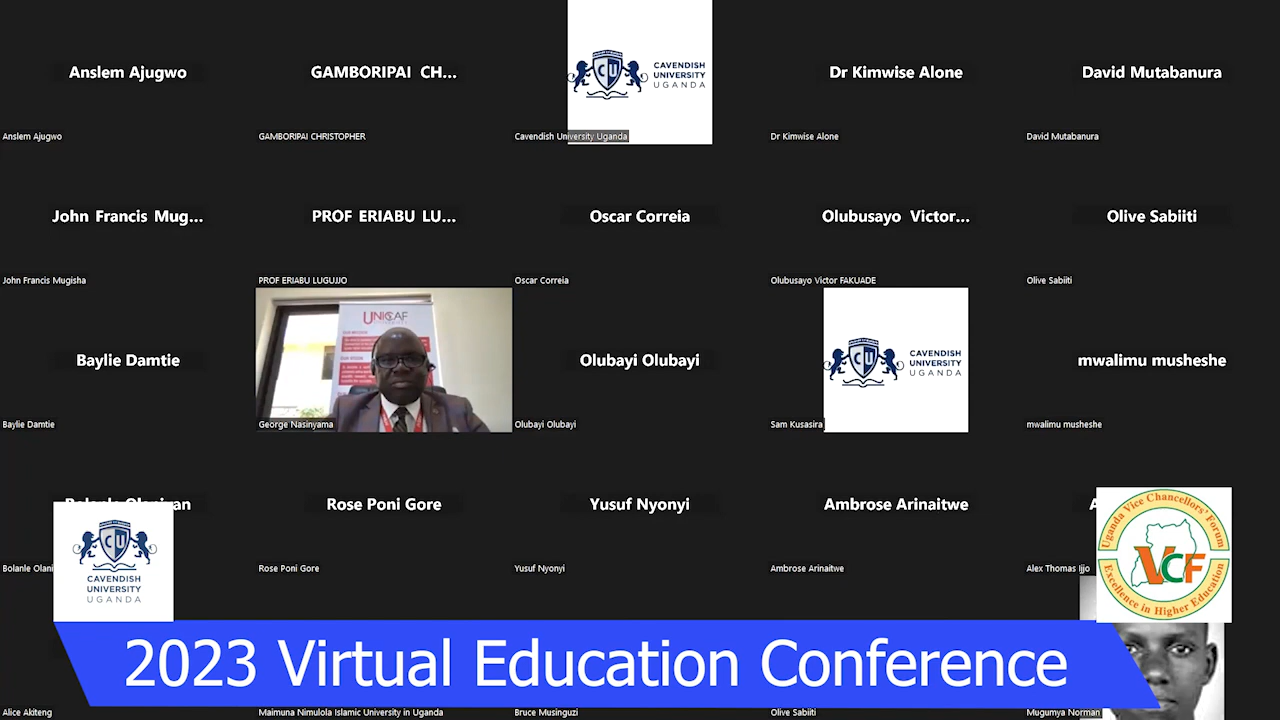 Anslem Ajugwo
GAMBORIPAI CH...
CAVENDISH
UNIVERSITY
UGANDA
Dr Kimwise Alone
David Mutabanura
Anslem Ajugwo
GAMBORIPAI CHRISTOPHER
Cavendish University Uganda
Dr Kimwise Alone
David Mutabanura
John Francis Mug...
PROF ERIABU LU...
Oscar Correia
Olubusayo Victor...
Olive Sabiiti
John Francis Mugisha
PROF ERIABU LUGUJJO
Oscar Correia
Olubusayo Victor FAKUADE
Olive Sabiiti
UNICAF
Baylie Damtie
Olubayi Olubayi
CU
CAVENDISH
UNIVERSITY
UGANDA
mwalimu musheshe
Baylie Damtie
George Nasinyama
Olubayi Olubayi
Sam Kusasira
mwalimu musheshe
Rose Poni Gore
Yusuf Nyonyi
Ambrose Arinaitwe
A
Bolanle Olani
Rose Poni Gore
Yusuf Nyonyi
Ambrose Arinaitwe
Alex Thomas Ijjo
CU
CAVENDISH
UNIVERSITY
UGANDA
Uganda Vice Chancellors' Forum
VCF
Excellence in Higher Education
2023 Virtual Education Conference
Alice Akiteng
Maimuna Nimulola Islamic University in Uganda
Bruce Musinguzi
Olive Sabiiti
Mugumya Norman